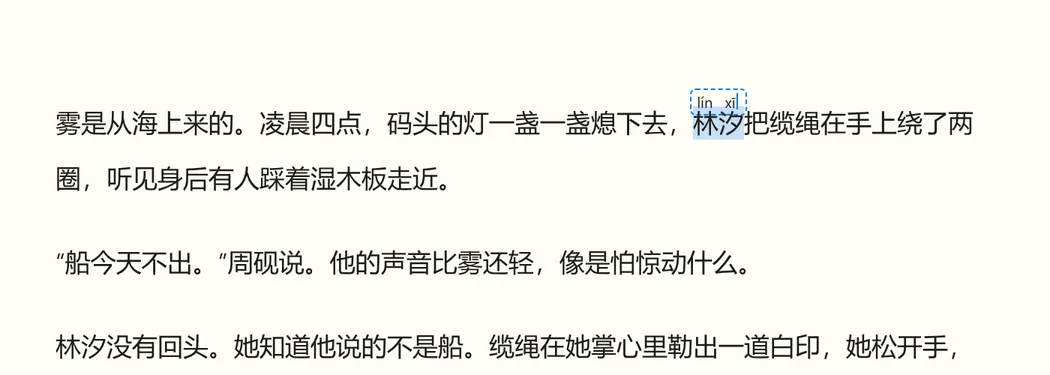 lín xī
雾是从海上来的。凌晨四点，码头的灯一盏一盏熄下去，林汐把缆绳在手上绕了两
圈，听见身后有人踩着湿木板走近。
“船今天不出。”周砚说。他的声音比雾还轻，像是怕惊动什么。
林汐没有回头。她知道他说的不是船。缆绳在她掌心里勒出一道白印，她松开手，